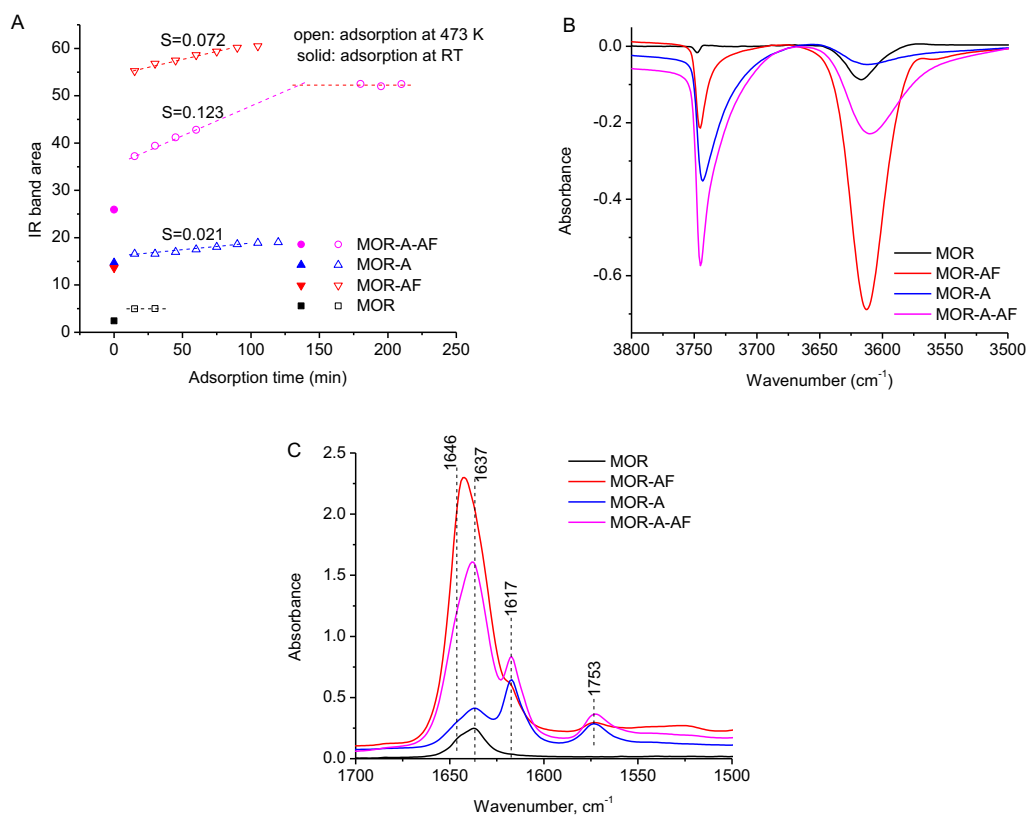 A
open: adsorption at 473 K
solid: adsorption at RT
S=0.072
S=0.123
S=0.021
MOR-A-AF
MOR-A
MOR-AF
MOR
60
50
40
30
20
10
0
0
50
100
150
200
250
IR band area
Adsorption time (min)
B
0.0
-0.2
-0.4
-0.6
Absorbance
MOR
MOR-AF
MOR-A
MOR-A-AF
3800
3750
3700
3650
3600
3550
3500
Wavenumber (cm⁻¹)
C
1646
1637
1617
1753
MOR
MOR-AF
MOR-A
MOR-A-AF
2.5
2.0
1.5
1.0
0.5
0.0
Absorbance
1700
1650
1600
1550
1500
Wavenumber, cm⁻¹